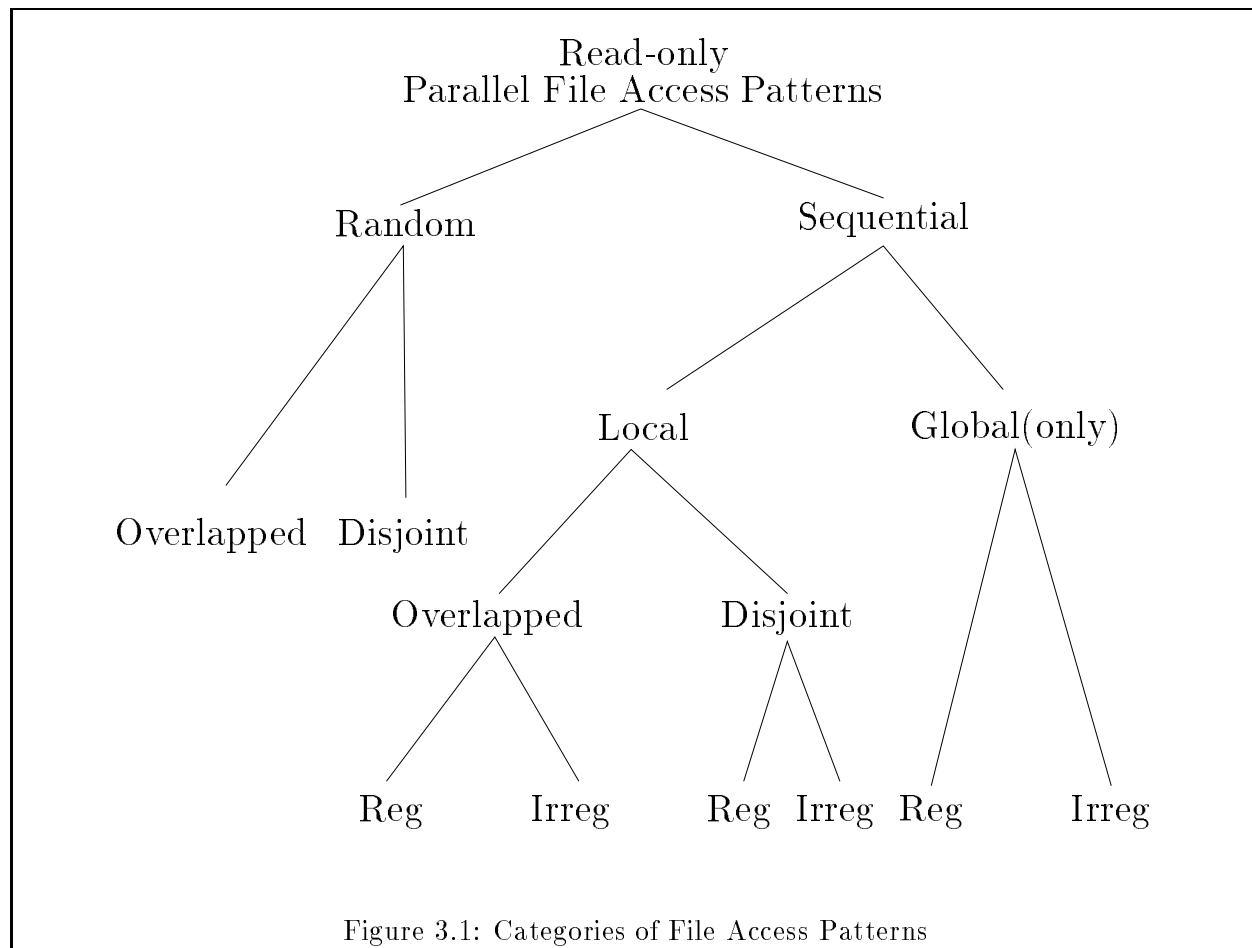 Read-only
Parallel File Access Patterns
Random
Sequential
Local
Global(only)
Overlapped
Disjoint
Overlapped
Disjoint
Reg
Irreg
Reg
Irreg
Reg
Irreg
Figure 3.1: Categories of File Access Patterns